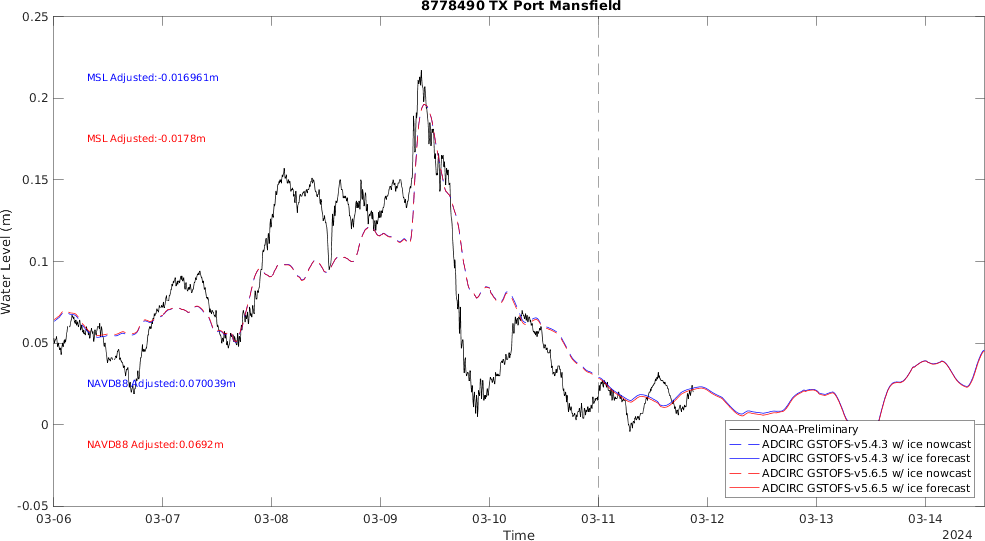 8778490 TX Port Mansfield
0.25
0.2
0.15
0.1
0.05
0
-0.05
Water Level (m)
MSL Adjusted:-0.016961m
MSL Adjusted:-0.0178m
NAVD88 Adjusted:0.070039m
NAVD88 Adjusted:0.0692m
NOAA-Preliminary
ADCIRC GSTOFS-v5.4.3 w/ ice nowcast
ADCIRC GSTOFS-v5.4.3 w/ ice forecast
ADCIRC GSTOFS-v5.6.5 w/ ice nowcast
ADCIRC GSTOFS-v5.6.5 w/ ice forecast
03-06 03-07 03-08 03-09 03-10 03-11 03-12 03-13 03-14
Time
2024